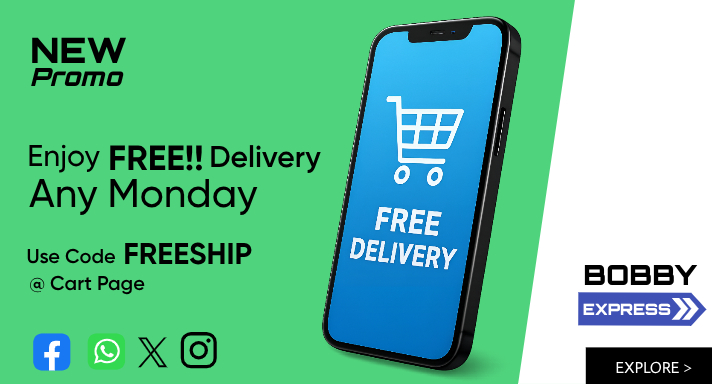 NEW
Promo
Enjoy FREE!! Delivery
Any Monday
Use Code FREESHIP
@ Cart Page
FREE
DELIVERY
BOBBY
EXPRESS
EXPLORE >